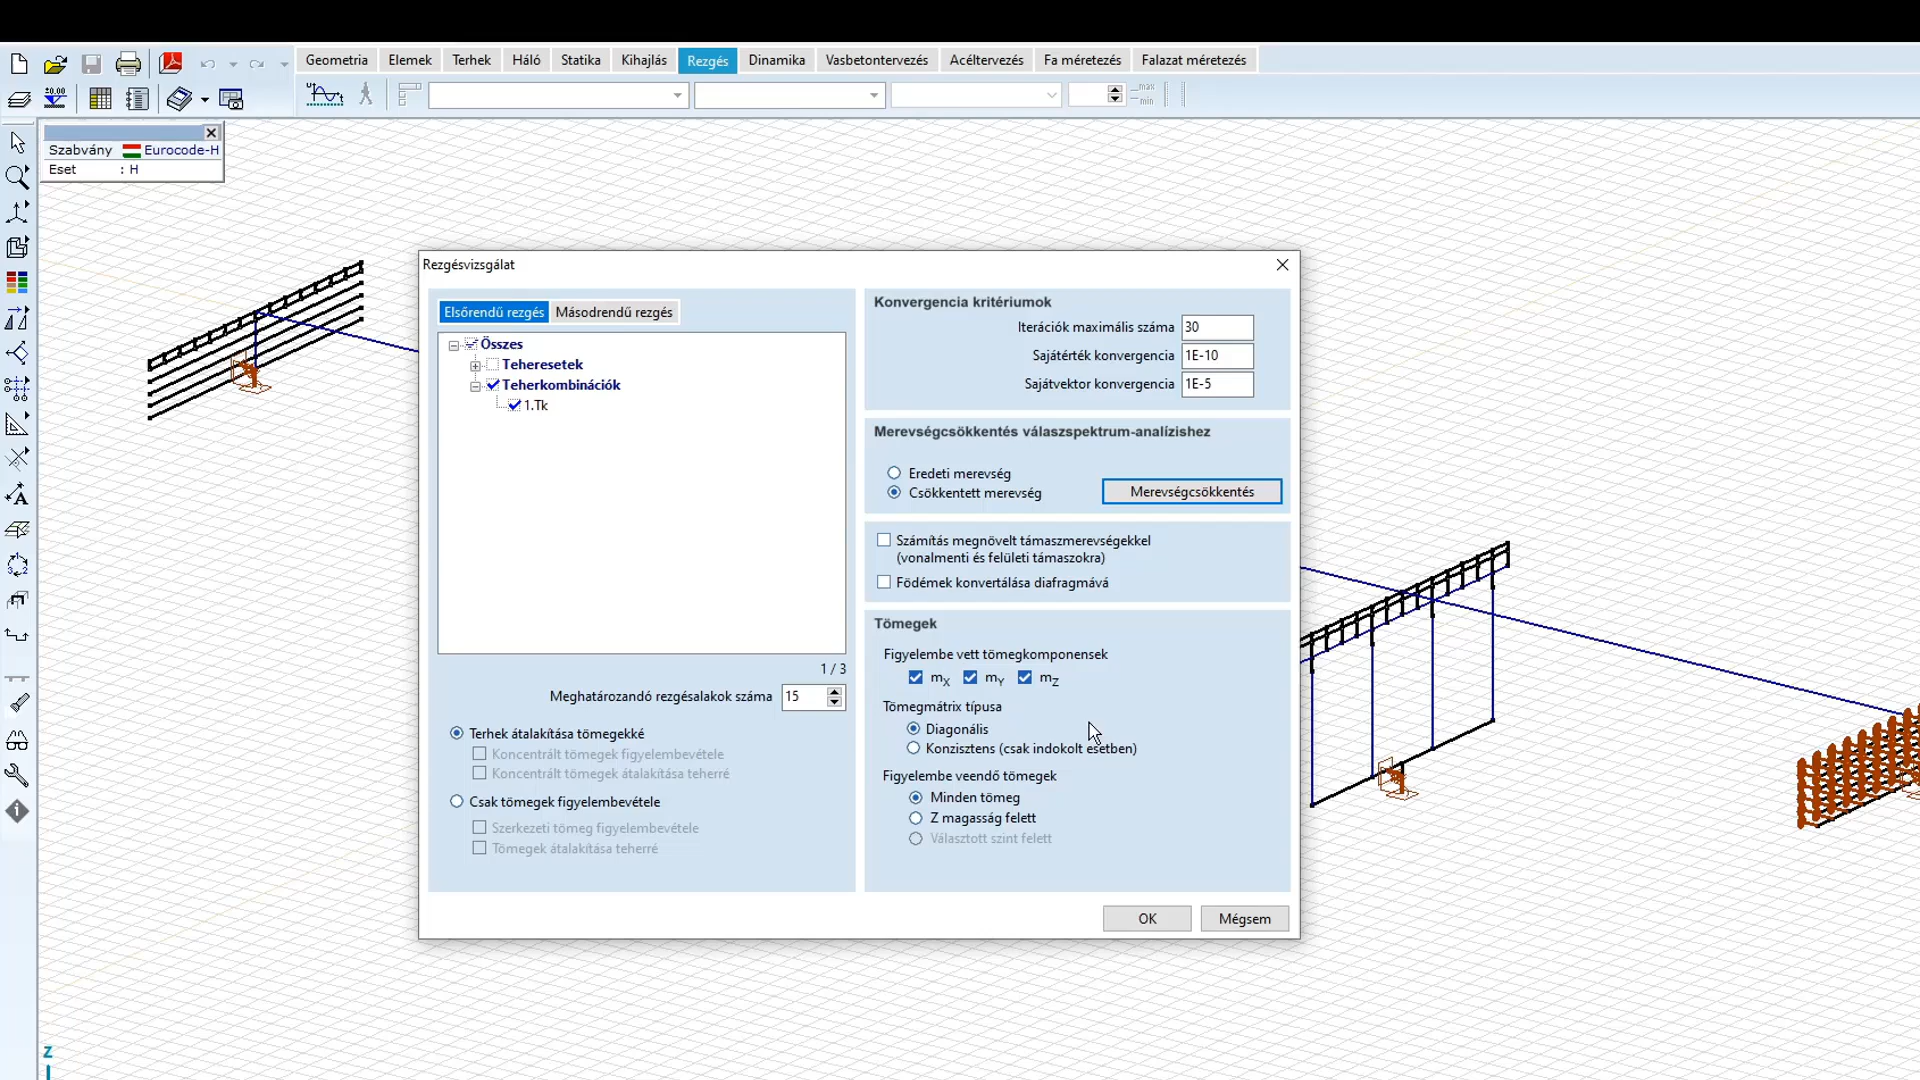 Geometria Elemek Terhek Háló Statika Kihajlás Rezgés Dinamika Vasbetontervezés Acéltervezés Fa méretezés Falazat méretezés
max
min
Szabvány Eurocode-H
Eset : H
Rezgésvizsgálat
Elsőrendű rezgés Másodrendű rezgés
Összes
Teheresetek
Teherkombinációk
1.Tk
1 / 3
Meghatározandó rezgésalakok száma 15
Terhek átalakítása tömegekké
Koncentrált tömegek figyelembevétele
Koncentrált tömegek átalakítása teherré
Csak tömegek figyelembevétele
Szerkezeti tömeg figyelembevétele
Tömegek átalakítása teherré
Konvergencia kritériumok
Iterációk maximális száma 30
Sajátérték konvergencia 1E-10
Sajátvektor konvergencia 1E-5
Merevségcsökkentés válaszspektrum-analízishez
Eredeti merevség
Csökkentett merevség Merevségcsökkentés
Számítás megnövelt támaszmerevségekkel
(vonalmenti és felületi támaszokra)
Födémek konvertálása diafragmává
Tömegek
Figyelembe vett tömegkomponensek
mX mY mZ
Tömegmátrix típusa
Diagonális
Konzisztens (csak indokolt esetben)
Figyelembe veendő tömegek
Minden tömeg
Z magasság felett
Választott szint felett
OK Mégsem
Z